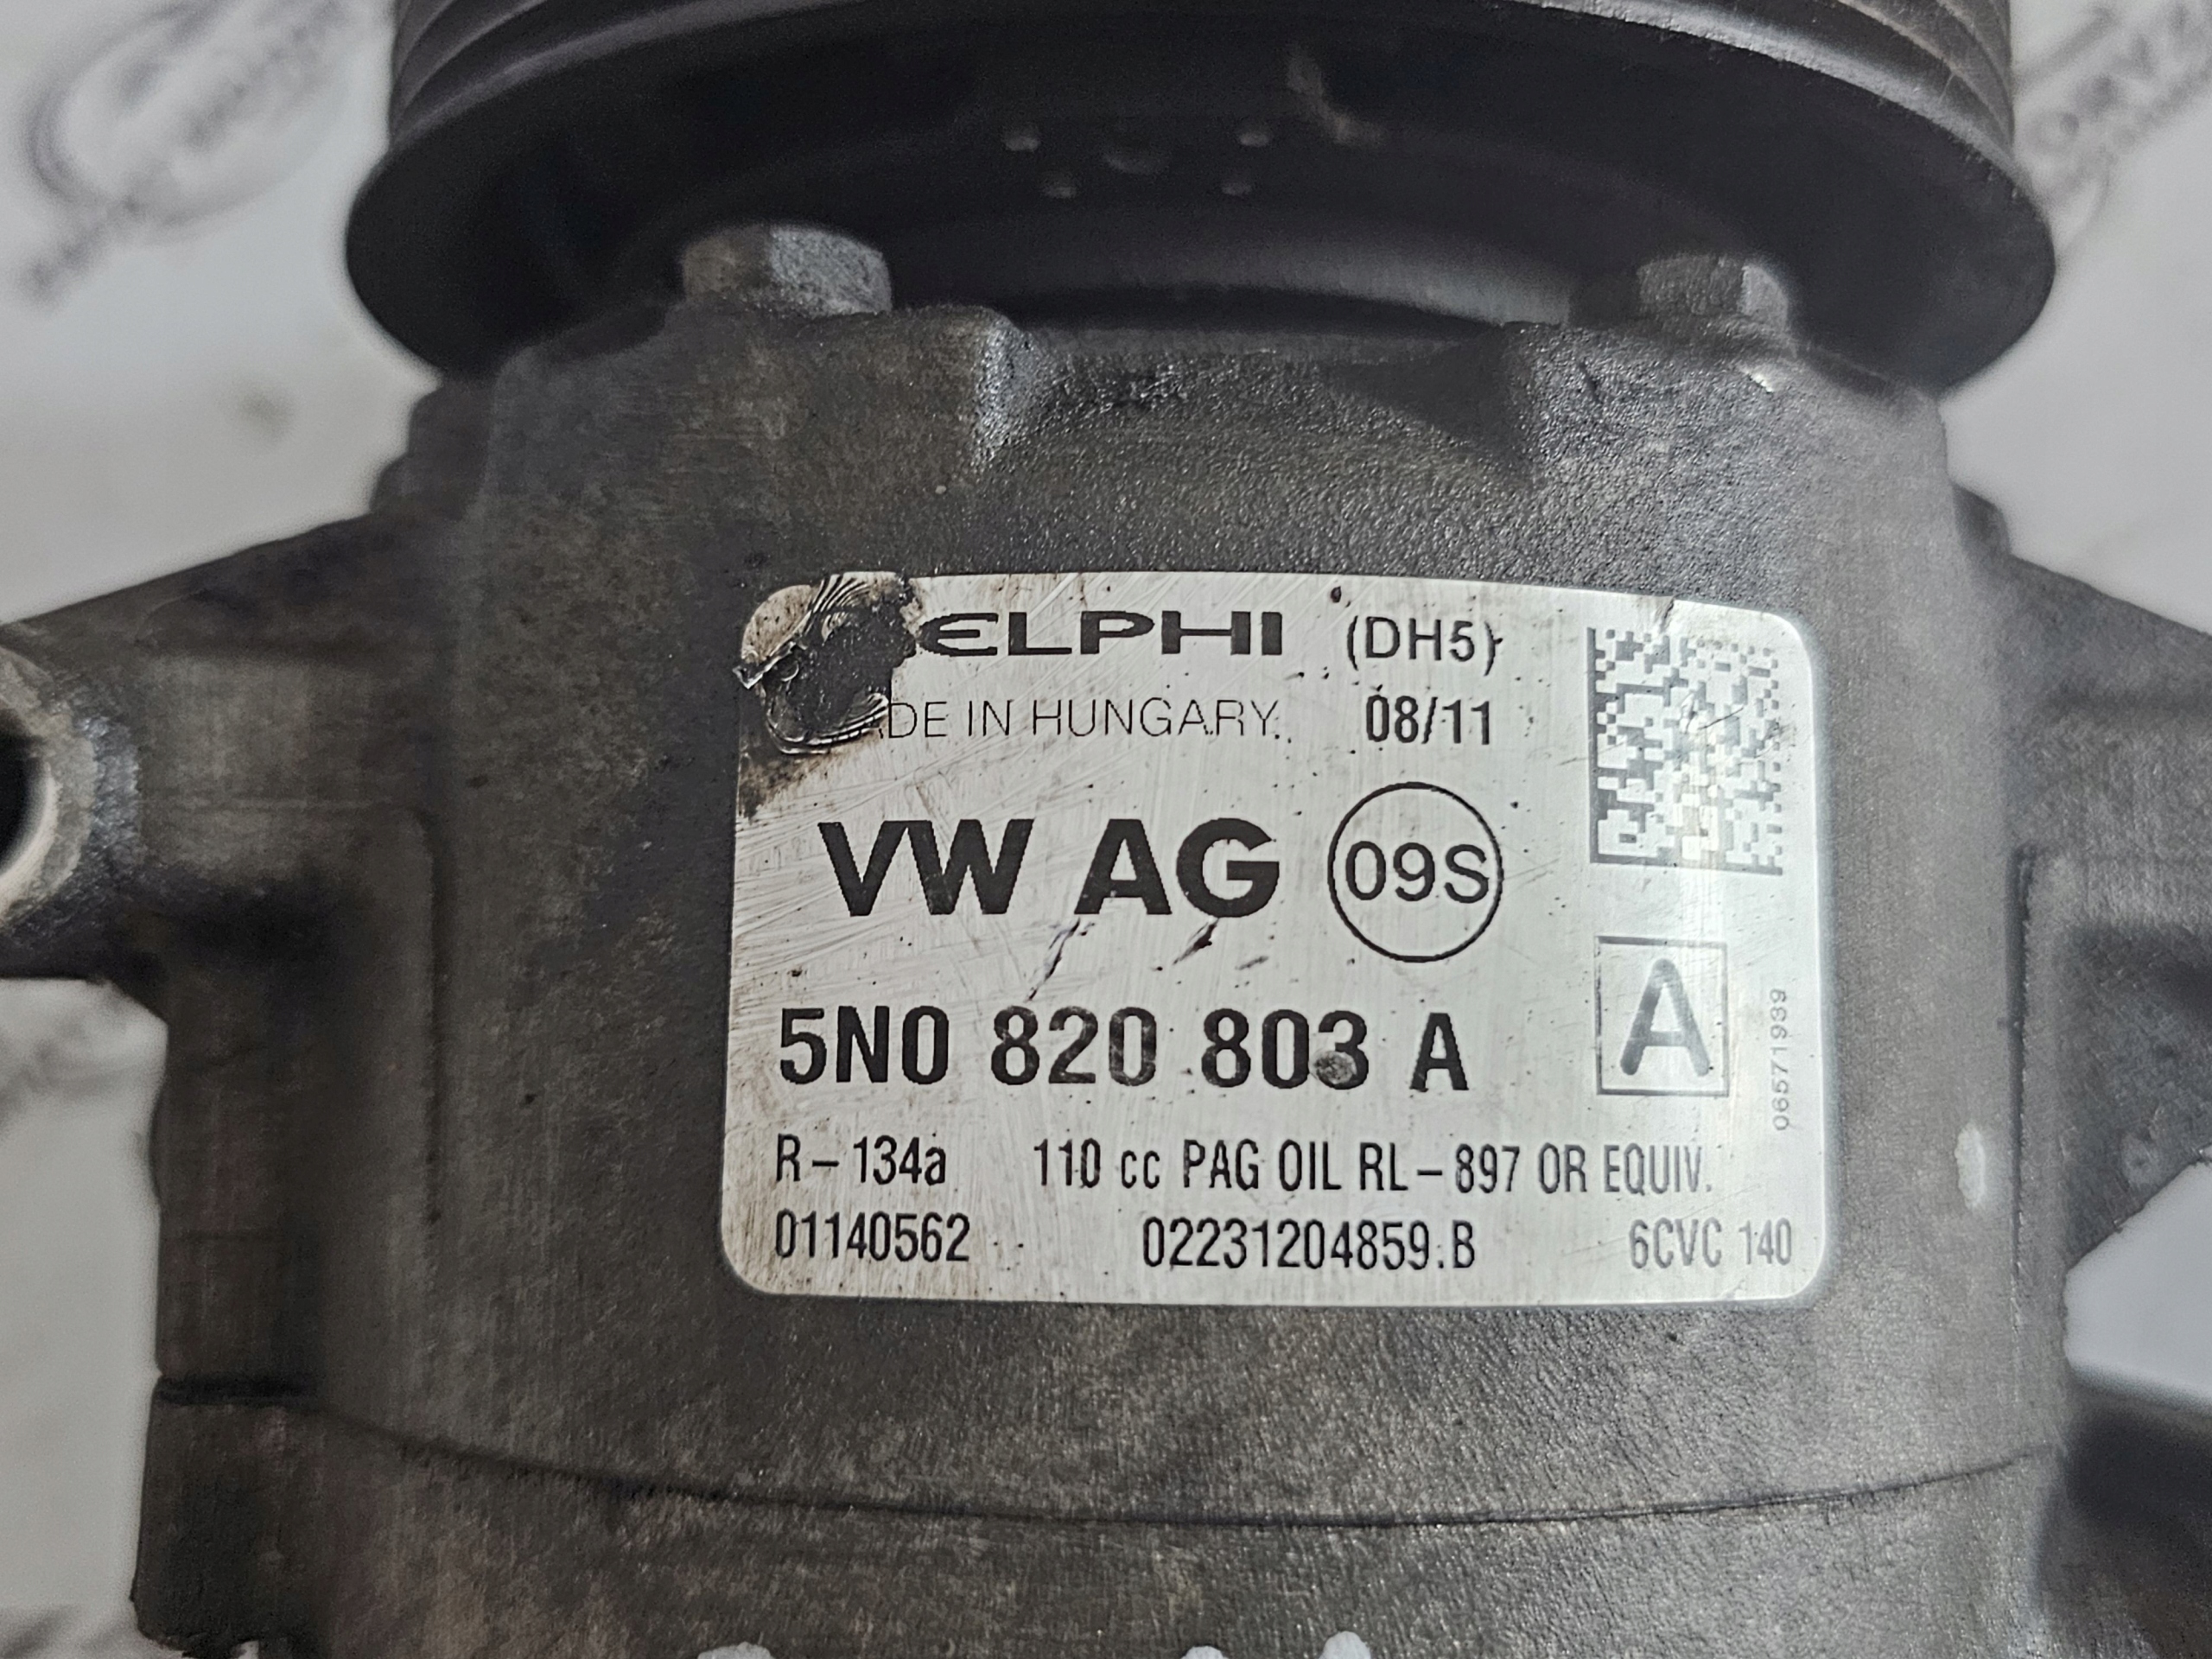 ELPHI (DH5)
ADE IN HUNGARY. 08/11
VW AG 09S
5N0 820 803 A
A
06571939
R-134a 110 cc PAG OIL RL-897 OR EQUIV.
01140562 02231204859.B 6CVC 140